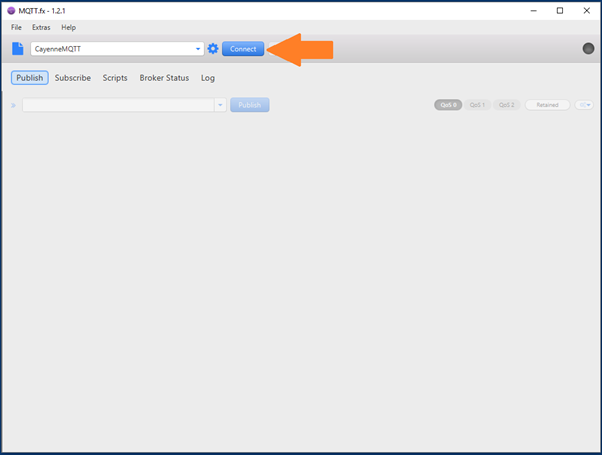 MQTT.fx - 1.2.1
File Extras Help
CayenneMQTT Connect
Publish Subscribe Scripts Broker Status Log
Publish QoS 0 QoS 1 QoS 2 Retained